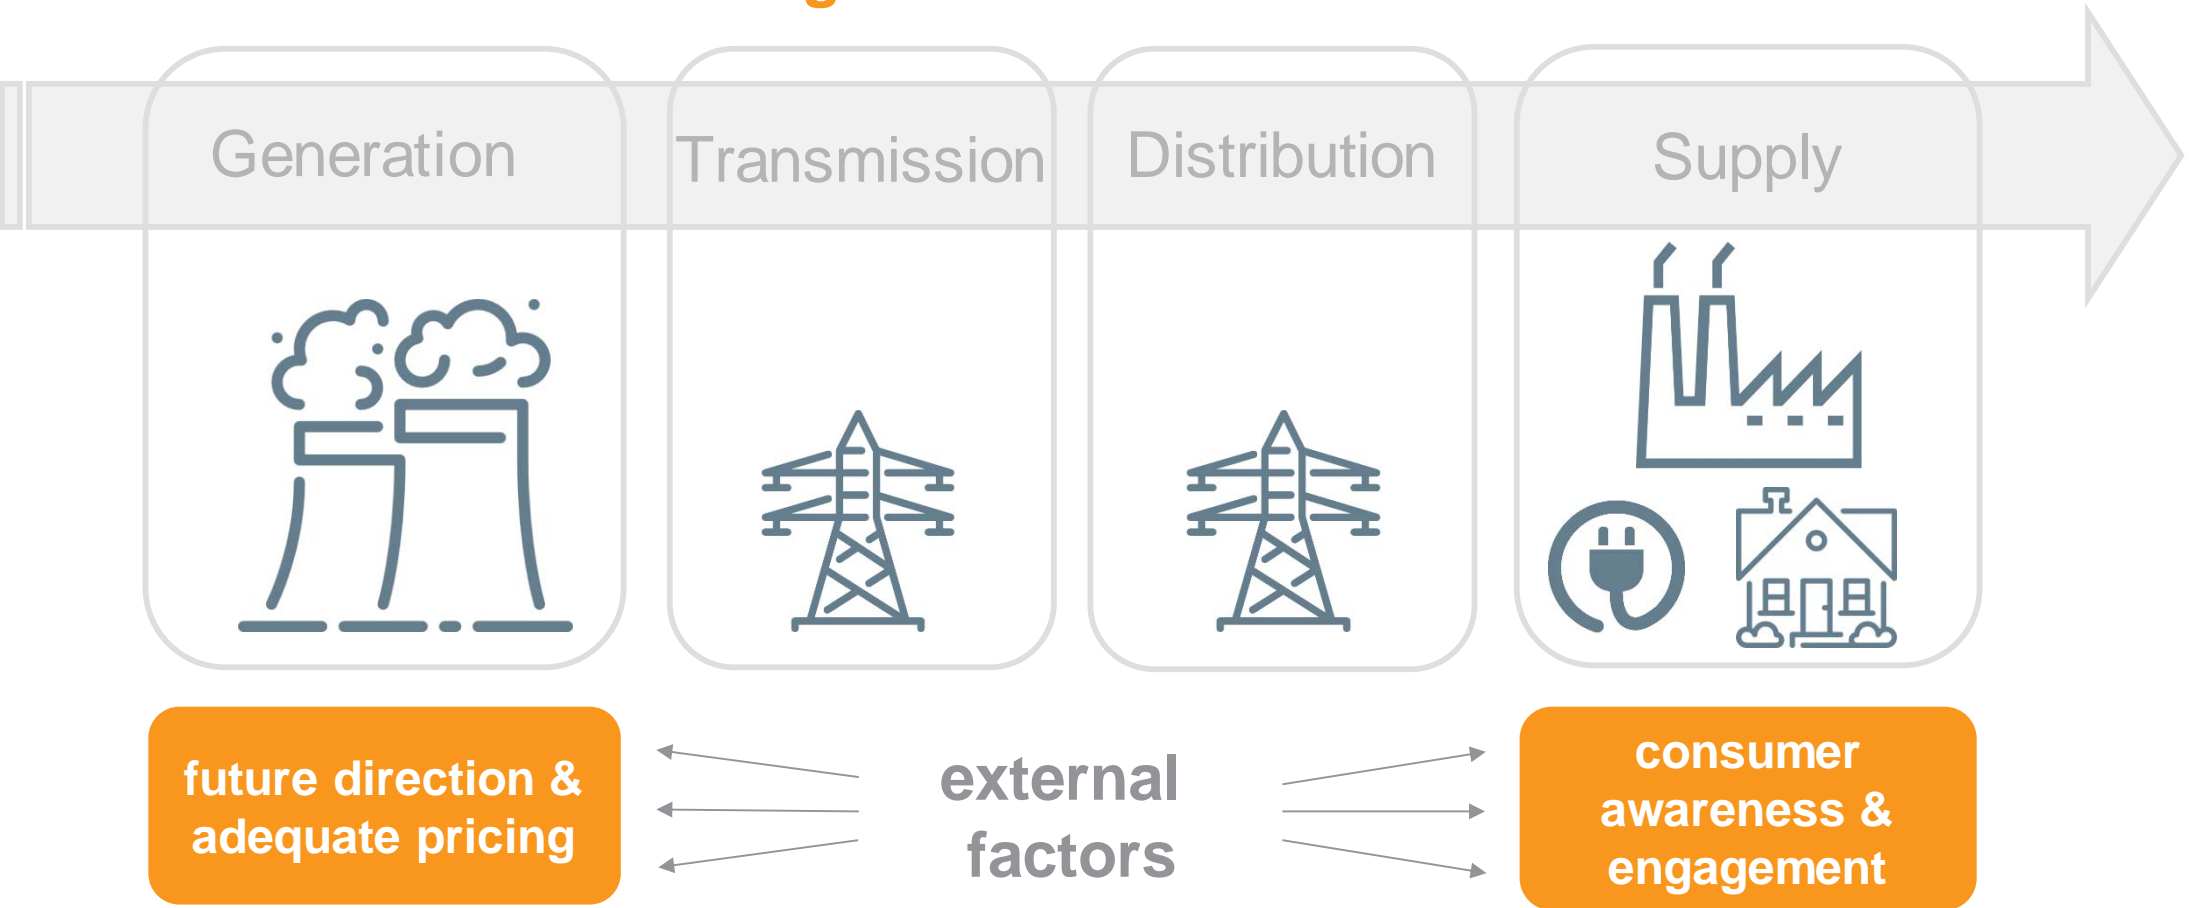 Generation
Transmission
Distribution
Supply
future direction &
adequate pricing
external
factors
consumer
awareness &
engagement